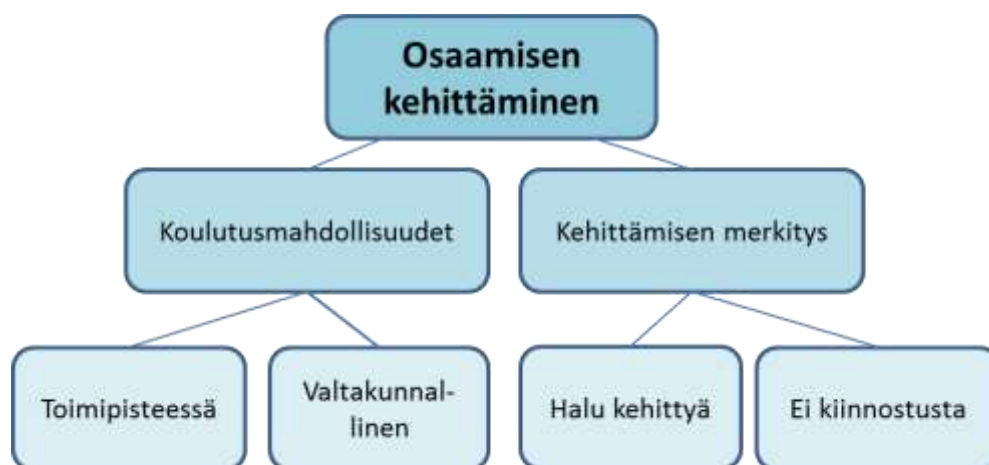 Osaamisen
kehittäminen
Koulutusmahdollisuudet
Kehittämisen merkitys
Toimipisteessä
Valtakunnal-
linen
Halu kehittyä
Ei kiinnostusta